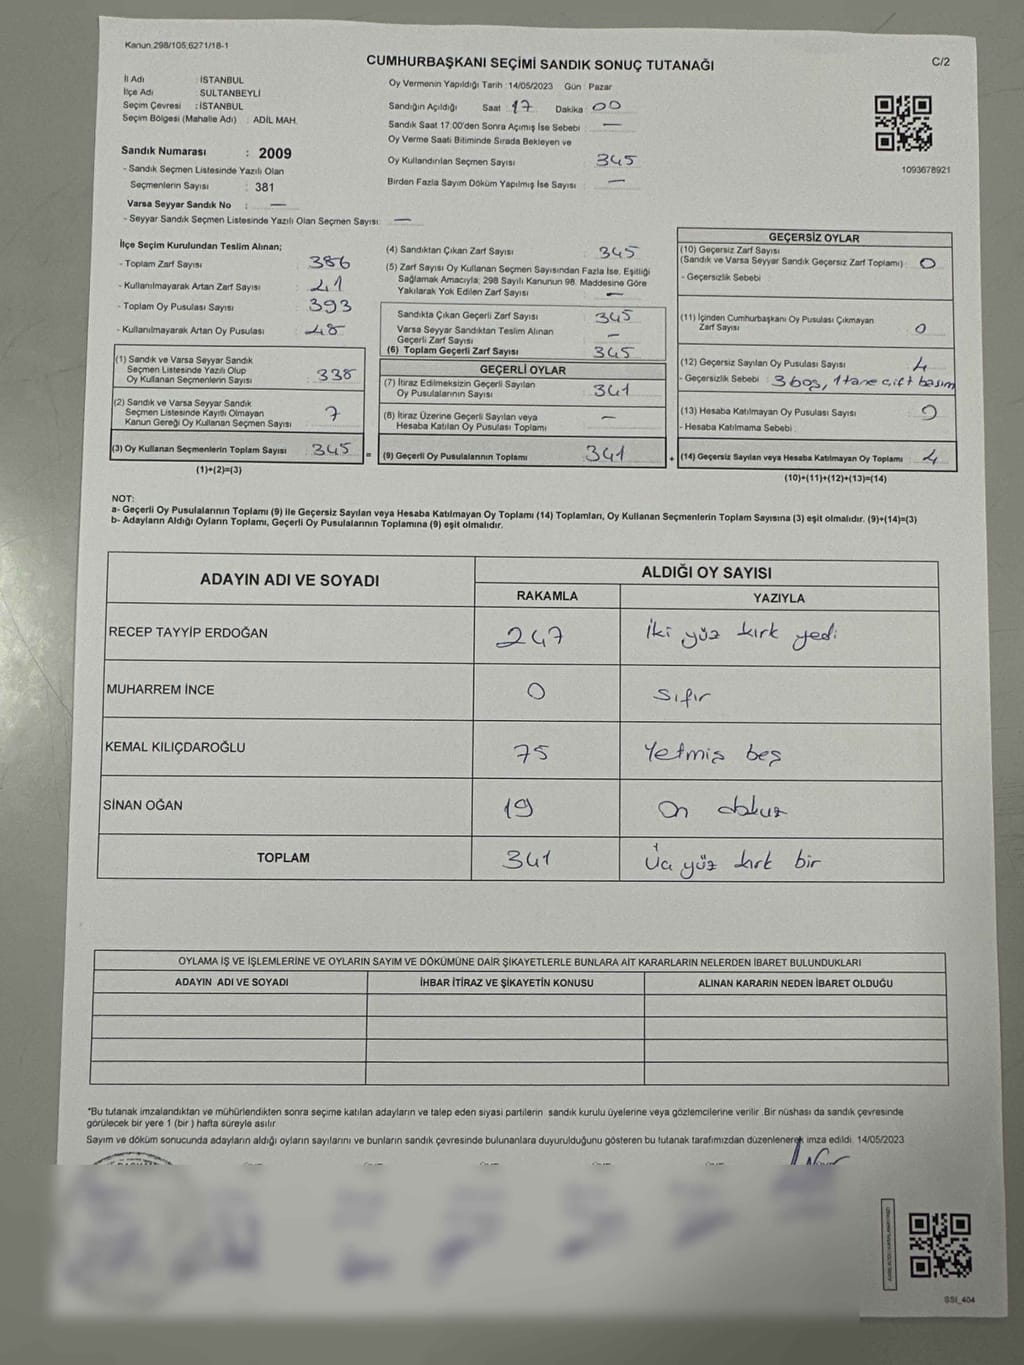 Kanun 298/105,6271/18-1
CUMHURBAŞKANI SEÇİMİ SANDIK SONUÇ TUTANAĞI
C/2
İl Adı : İSTANBUL
İlçe Adı : SULTANBEYLİ
Seçim Çevresi : İSTANBUL
Seçim Bölgesi (Mahalle Adı) : ADİL MAH.
Sandık Numarası : 2009
- Sandık Seçmen Listesinde Yazılı Olan
Seçmenlerin Sayısı : 381
Varsa Seyyar Sandık No : —
- Seyyar Sandık Seçmen Listesinde Yazılı Olan Seçmen Sayısı: —
Oy Vermenin Yapıldığı Tarih : 14/05/2023 Gün : Pazar
Sandığın Açıldığı Saat 17 Dakika 00
Sandık Saat 17:00'den Sonra Açımış İse Sebebi —
Oy Verme Saati Bitiminde Sırada Bekleyen ve
Oy Kullandırılan Seçmen Sayısı 345
Birden Fazla Sayım Döküm Yapılmış İse Sayısı —
1093678921
İlçe Seçim Kurulundan Teslim Alınan;
- Toplam Zarf Sayısı 386
- Kullanılmayarak Artan Zarf Sayısı 41
- Toplam Oy Pusulası Sayısı 393
- Kullanılmayarak Artan Oy Pusulası 48
(1) Sandık ve Varsa Seyyar Sandık
Seçmen Listesinde Yazılı Olup
Oy Kullanan Seçmenlerin Sayısı 338
(2) Sandık ve Varsa Seyyar Sandık
Seçmen Listesinde Kayıtlı Olmayan
Kanun Gereği Oy Kullanan Seçmen Sayısı 7
(3) Oy Kullanan Seçmenlerin Toplam Sayısı 345 =
(1)+(2)=(3)
(4) Sandıktan Çıkan Zarf Sayısı 345
(5) Zarf Sayısı Oy Kullanan Seçmen Sayısından Fazla İse, Eşitliği
Sağlamak Amacıyla; 298 Sayılı Kanunun 98. Maddesine Göre
Yakılarak Yok Edilen Zarf Sayısı —
Sandıkta Çıkan Geçerli Zarf Sayısı 345
Varsa Seyyar Sandıktan Teslim Alınan
Geçerli Zarf Sayısı —
(6) Toplam Geçerli Zarf Sayısı 345
GEÇERLİ OYLAR
(7) İtiraz Edilmeksizin Geçerli Sayılan
Oy Pusulalarının Sayısı 341
(8) İtiraz Üzerine Geçerli Sayılan veya
Hesaba Katılan Oy Pusulası Toplamı —
(9) Geçerli Oy Pusulalarının Toplamı 341 +
GEÇERSİZ OYLAR
(10) Geçersiz Zarf Sayısı
(Sandık ve Varsa Seyyar Sandık Geçersiz Zarf Toplamı) : 0
- Geçersizlik Sebebi
(11) İçinden Cumhurbaşkanı Oy Pusulası Çıkmayan
Zarf Sayısı 0
(12) Geçersiz Sayılan Oy Pusulası Sayısı 4
- Geçersizlik Sebebi : 3 boş, 1 tane çift basım
(13) Hesaba Katılmayan Oy Pusulası Sayısı
- Hesaba Katılmama Sebebi :
(14) Geçersiz Sayılan veya Hesaba Katılmayan Oy Toplamı 4
(10)+(11)+(12)+(13)=(14)
NOT:
a- Geçerli Oy Pusulalarının Toplamı (9) ile Geçersiz Sayılan veya Hesaba Katılmayan Oy Toplamı (14) Toplamları, Oy Kullanan Seçmenlerin Toplam Sayısına (3) eşit olmalıdır. (9)+(14)=(3)
b- Adayların Aldığı Oyların Toplamı, Geçerli Oy Pusulalarının Toplamına (9) eşit olmalıdır.
ADAYIN ADI VE SOYADI
ALDIĞI OY SAYISI
RAKAMLA YAZIYLA
RECEP TAYYİP ERDOĞAN 247 İki yüz kırk yedi
MUHARREM İNCE 0 sıfır
KEMAL KILIÇDAROĞLU 75 Yetmiş beş
SİNAN OĞAN 19 On dokuz
TOPLAM 341 Üç yüz kırk bir
OYLAMA İŞ VE İŞLEMLERİNE VE OYLARIN SAYIM VE DÖKÜMÜNE DAİR ŞİKAYETLERLE BUNLARA AİT KARARLARIN NELERDEN İBARET BULUNDUKLARI
ADAYIN ADI VE SOYADI İHBAR İTİRAZ VE ŞİKAYETİN KONUSU ALINAN KARARIN NEDEN İBARET OLDUĞU
*Bu tutanak imzalandıktan ve mühürlendikten sonra seçime katılan adayların ve talep eden siyasi partilerin sandık kurulu üyelerine veya gözlemcilerine verilir. Bir nüshası da sandık çevresinde
görülecek bir yere 1 (bir ) hafta süreyle asılır
Sayım ve döküm sonucunda adayların aldığı oyların sayılarını ve bunların sandık çevresinde bulunanlara duyurulduğunu gösteren bu tutanak tarafımızdan düzenlenerek imza edildi. 14/05/2023
SSI_404